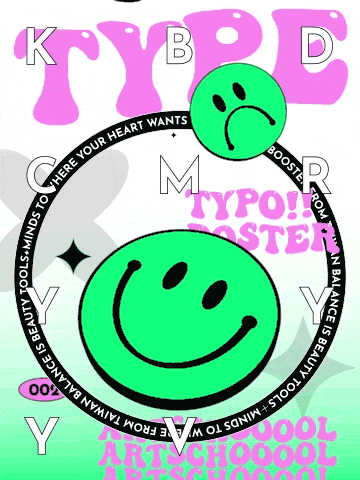 TYPE
K B D
C M R
Y Y
Y V
TYPO!!
POSTER
MINDS TO WHERE YOUR HEART WANTS
BOOSTER FROM TAIWAN BALANCE IS BEAUTY TOOLS+MINDS TO WHERE FROM TAIWAN BALANCE IS BEAUTY TOOLS+
002
ARTSCHOOOOL
ARTSCHOOOOL
ARTSCHOOOOL